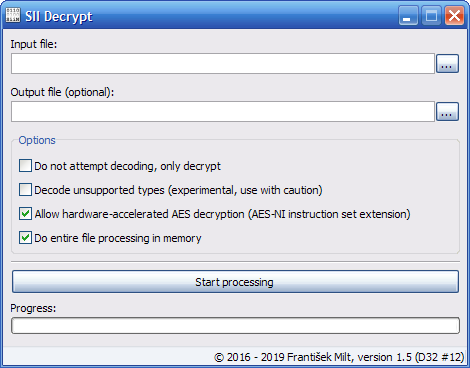 SII Decrypt
Input file:
...
Output file (optional):
...
Options
Do not attempt decoding, only decrypt
Decode unsupported types (experimental, use with caution)
Allow hardware-accelerated AES decryption (AES-NI instruction set extension)
Do entire file processing in memory
Start processing
Progress:
© 2016 - 2019 František Milt, version 1.5 (D32 #12)